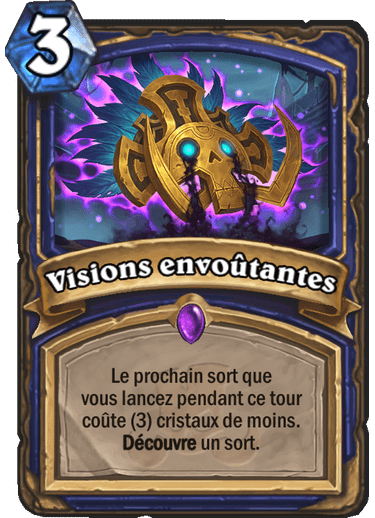 3
Visions envoûtantes
Le prochain sort que
vous lancez pendant ce tour
coûte (3) cristaux de moins.
Découvre un sort.